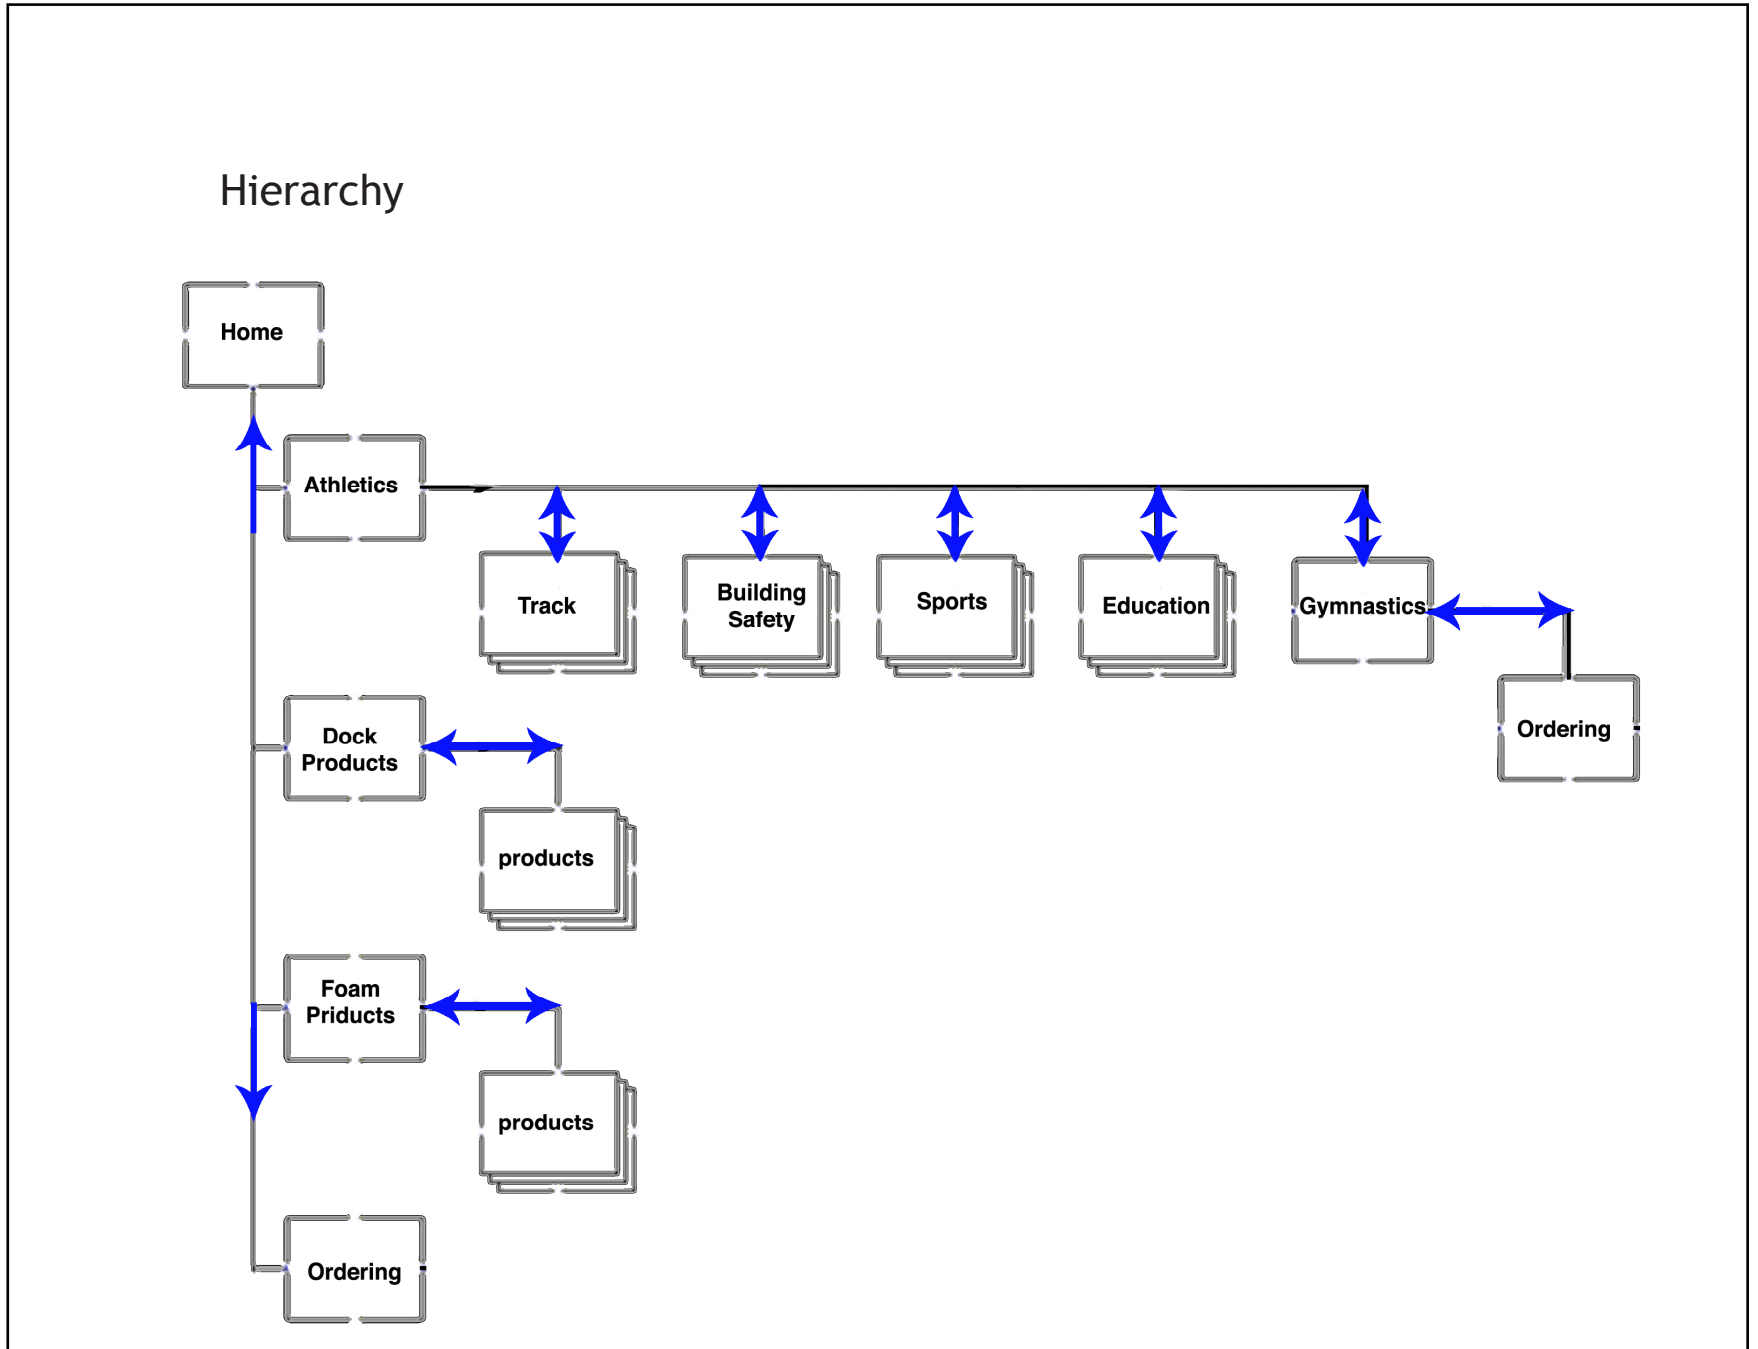 Hierarchy
Home
Athletics
Track
Building
Safety
Sports
Education
Gymnastics
Ordering
Dock
Products
products
Foam
Priducts
products
Ordering